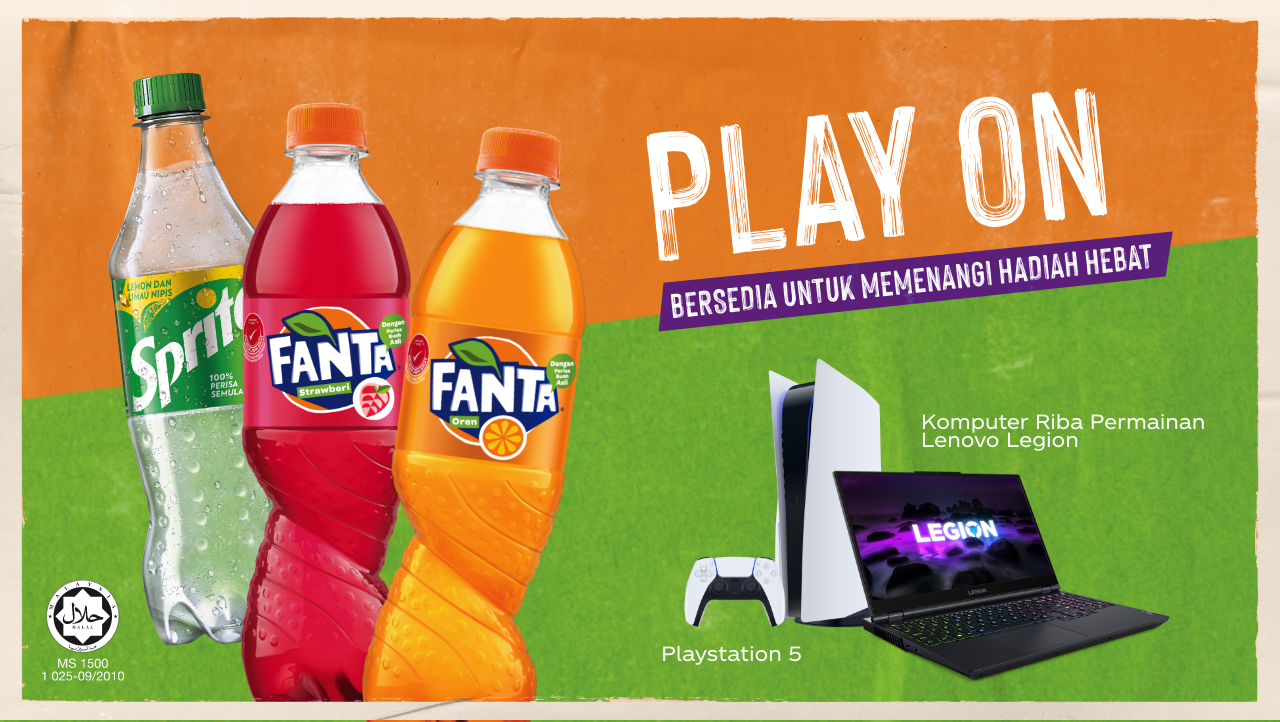 PLAY ON
BERSEDIA UNTUK MEMENANGI HADIAH HEBAT
LEMON DAN
LIMAU NIPIS
Sprite
100%
PERISA
SEMULA
FANTA
Strawberi
Dengan
Perisa
Buah
Asli
FANTA
Oren
Dengan
Perisa
Buah
Asli
Komputer Riba Permainan
Lenovo Legion
LEGION
LEGION
Playstation 5
MALAYSIA
حلال
HALAL
MS 1500
1 025-09/2010